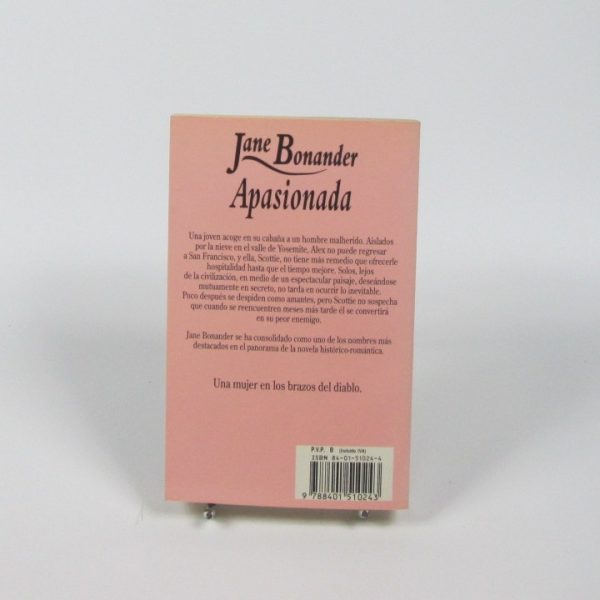 Jane Bonander
Apasionada
Una joven acoge en su cabaña a un hombre malherido. Aislados
por la nieve en el valle de Yosemite, Alex no puede regresar
a San Francisco, y ella, Scottie, no tiene más remedio que ofrecerle
hospitalidad hasta que el tiempo mejore. Solos, lejos
de la civilización, en medio de un espectacular paisaje, deseándose
mutuamente en secreto, no tarda en ocurrir lo inevitable.
Poco después se despiden como amantes, pero Scottie no sospecha
que cuando se reencuentren meses más tarde él se convertirá
en su peor enemigo.
Jane Bonander se ha consolidado como uno de los nombres más
destacados en el panorama de la novela histórico-romántica.
Una mujer en los brazos del diablo.
P.V.P. B (incluido IVA)
ISBN 84-01-51024-4
9 788401 510243